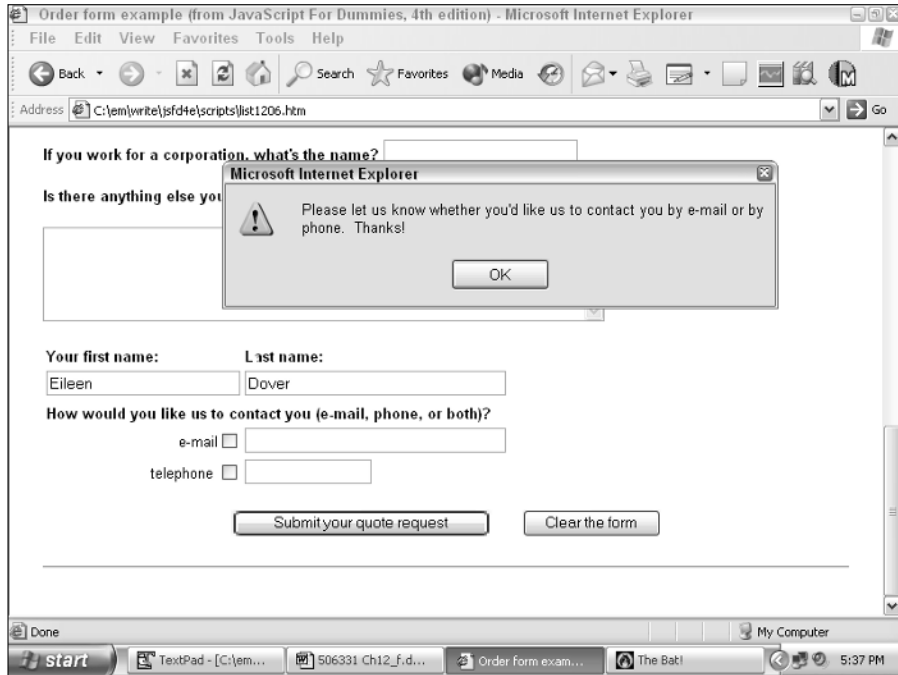 Order form example (from JavaScript For Dummies, 4th edition) - Microsoft Internet Explorer
File Edit View Favorites Tools Help
Back Search Favorites Media
Address C:\em\write\jsfd4e\scripts\list1206.htm Go
If you work for a corporation, what's the name?
Microsoft Internet Explorer
Is there anything else you
Please let us know whether you'd like us to contact you by e-mail or by
phone. Thanks!
OK
Your first name: Last name:
Eileen Dover
How would you like us to contact you (e-mail, phone, or both)?
e-mail
telephone
Submit your quote request Clear the form
Done My Computer
start TextPad - [C:\em... 506331 Ch12_f.d... Order form exam... The Bat! 5:37 PM